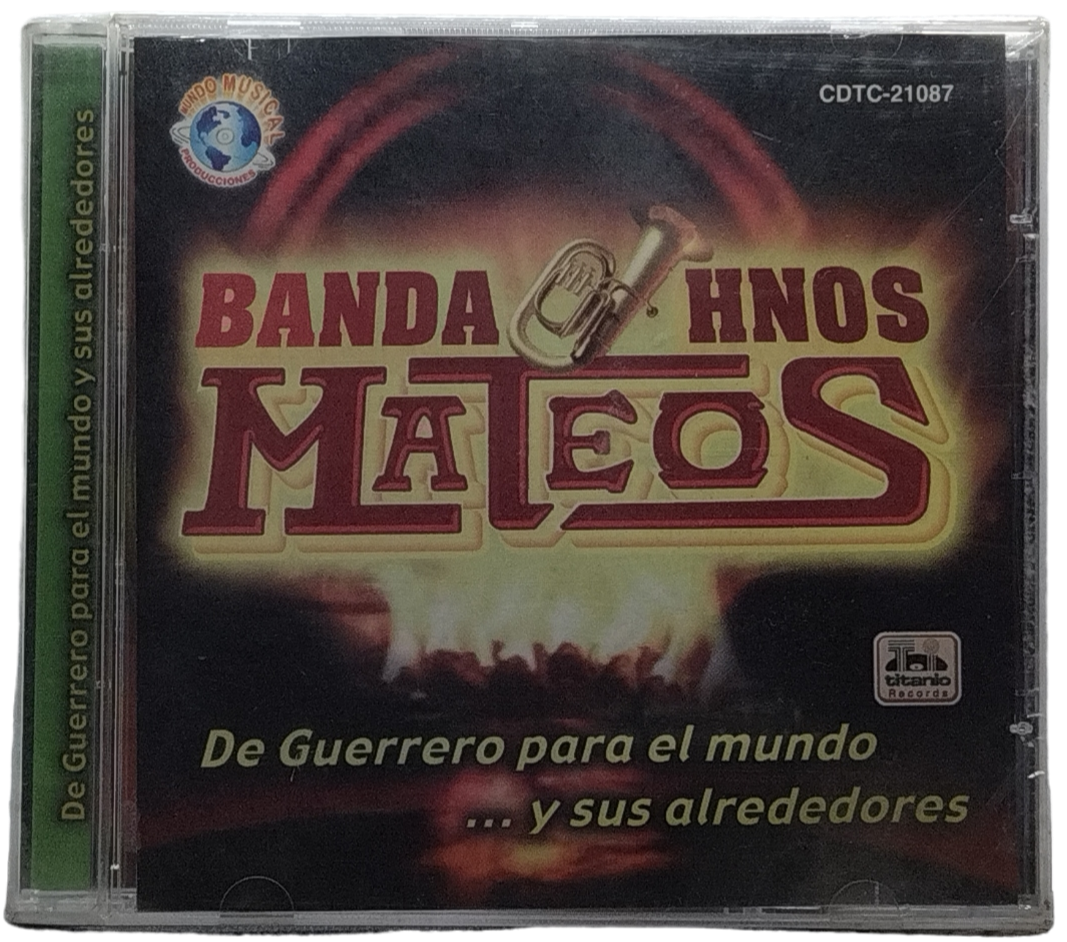 De Guerrero para el mundo y sus alrededores
MUNDO MUSICAL
PRODUCCIONES
CDTC-21087
BANDA HNOS
MATEOS
titanio
Records
De Guerrero para el mundo
... y sus alrededores